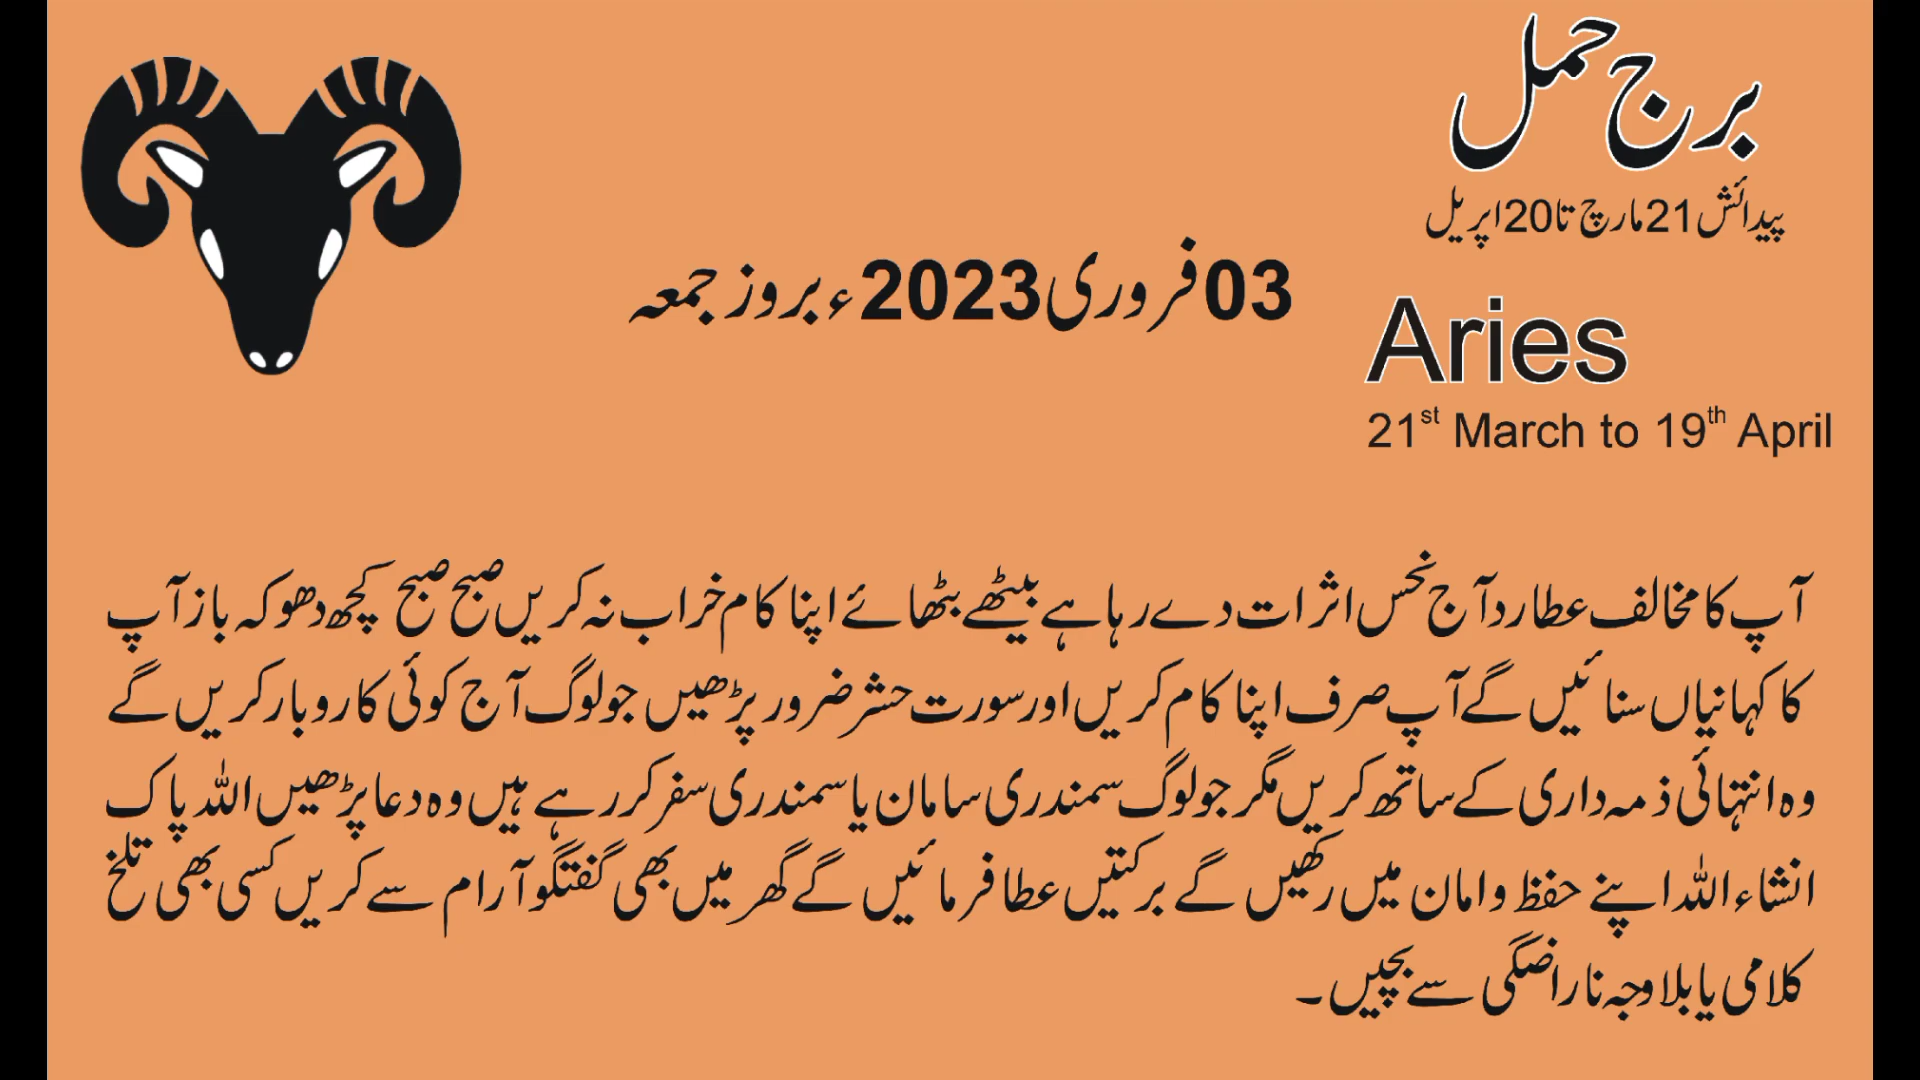 برج حمل
پیدائش 21 مارچ تا 20 اپریل
03 فروری 2023ء بروز جمعہ
Aries
21st March to 19th April
آپ کا مخالف عطارد آج نحس اثرات دے رہا ہے بیٹھے بٹھائے اپنا کام خراب نہ کریں صبح صبح کچھ دھوکہ باز آپ
کا کہانیاں سنائیں گے آپ صرف اپنا کام کریں اور سورت حشر ضرور پڑھیں جو لوگ آج کوئی کاروبار کریں گے
وہ انتہائی ذمہ داری کے ساتھ کریں مگر جو لوگ سمندری سامان یا سمندری سفر کر رہے ہیں وہ دعا پڑھیں اللہ پاک
انشاء اللہ اپنے حفظ و امان میں رکھیں گے برکتیں عطا فرمائیں گے گھر میں بھی گفتگو آرام سے کریں کسی بھی تلخ
کلامی یا بلاوجہ ناراضگی سے بچیں۔